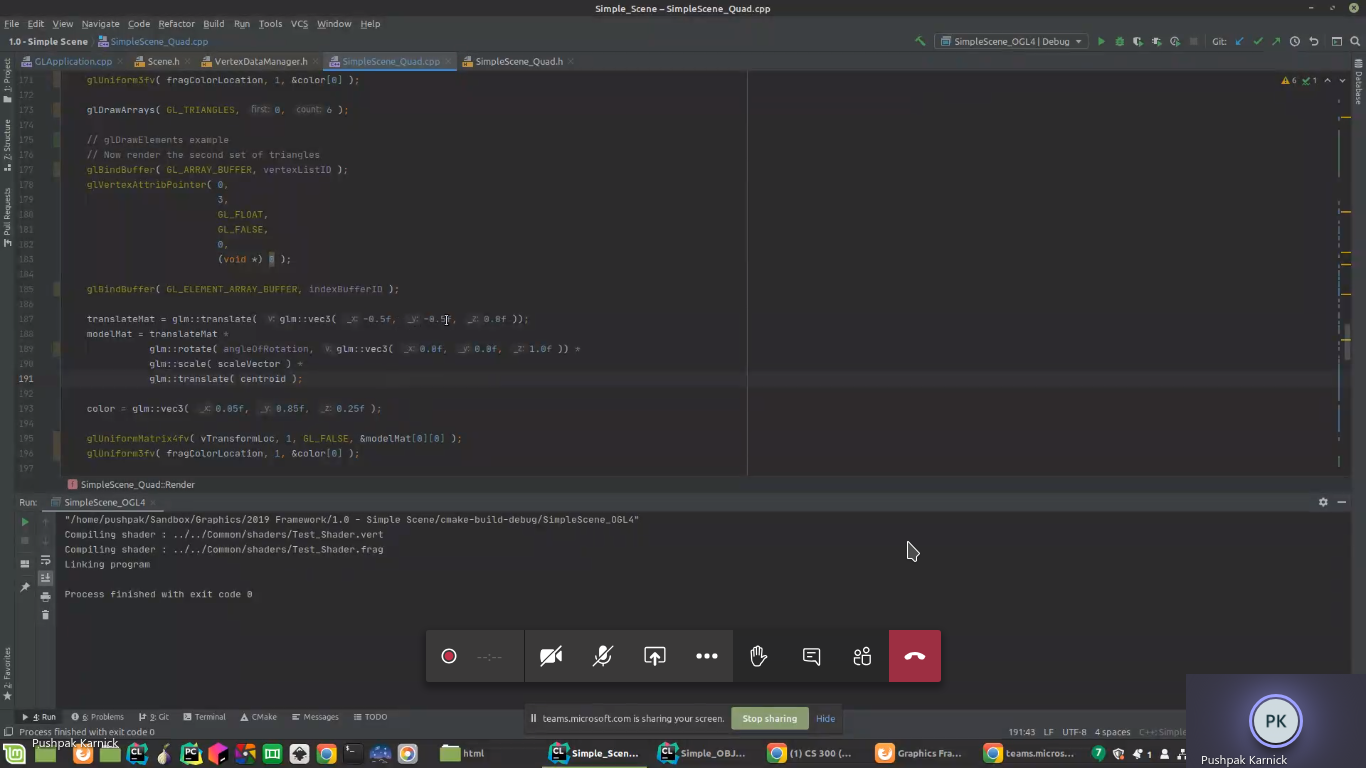 Simple_Scene - SimpleScene_Quad.cpp
File Edit View Navigate Code Refactor Build Run Tools VCS Window Help
1.0 - Simple Scene SimpleScene_Quad.cpp SimpleScene_OGL4 | Debug Git:
GLApplication.cpp Scene.h VertexDataManager.h SimpleScene_Quad.cpp SimpleScene_Quad.h
1: Project
7: Structure
Pull Requests
2: Favorites
Database
6 1
171 glUniform3fv( fragColorLocation, 1, &color[0] );
172
173 glDrawArrays( GL_TRIANGLES, first: 0, count: 6 );
174
175 // glDrawElements example
176 // Now render the second set of triangles
177 glBindBuffer( GL_ARRAY_BUFFER, vertexListID );
178 glVertexAttribPointer( 0,
179 3,
180 GL_FLOAT,
181 GL_FALSE,
182 0,
183 (void *) 0 );
184
185 glBindBuffer( GL_ELEMENT_ARRAY_BUFFER, indexBufferID );
186
187 translateMat = glm::translate( v: glm::vec3( _x: -0.5f, _y: -0.5f, _z: 0.0f ));
188 modelMat = translateMat *
189 glm::rotate( angleOfRotation, v: glm::vec3( _x: 0.0f, _y: 0.0f, _z: 1.0f )) *
190 glm::scale( scaleVector ) *
191 glm::translate( centroid );
192
193 color = glm::vec3( _x: 0.05f, _y: 0.85f, _z: 0.25f );
194
195 glUniformMatrix4fv( vTransformLoc, 1, GL_FALSE, &modelMat[0][0] );
196 glUniform3fv( fragColorLocation, 1, &color[0] );
197
SimpleScene_Quad::Render
Run: SimpleScene_OGL4
"/home/pushpak/Sandbox/Graphics/2019 Framework/1.0 - Simple Scene/cmake-build-debug/SimpleScene_OGL4"
Compiling shader : ../../Common/shaders/Test_Shader.vert
Compiling shader : ../../Common/shaders/Test_Shader.frag
Linking program
Process finished with exit code 0
--:--
4: Run 6: Problems 9: Git Terminal CMake Messages TODO
teams.microsoft.com is sharing your screen. Stop sharing Hide
PK
Process finished with exit code 0
191:43 LF UTF-8 4 spaces
Pushpak Karnick
html Simple_Scen... Simple_OBJ... (1) CS 300 (... Graphics Fra... teams.micros...
7
Pushpak Karnick